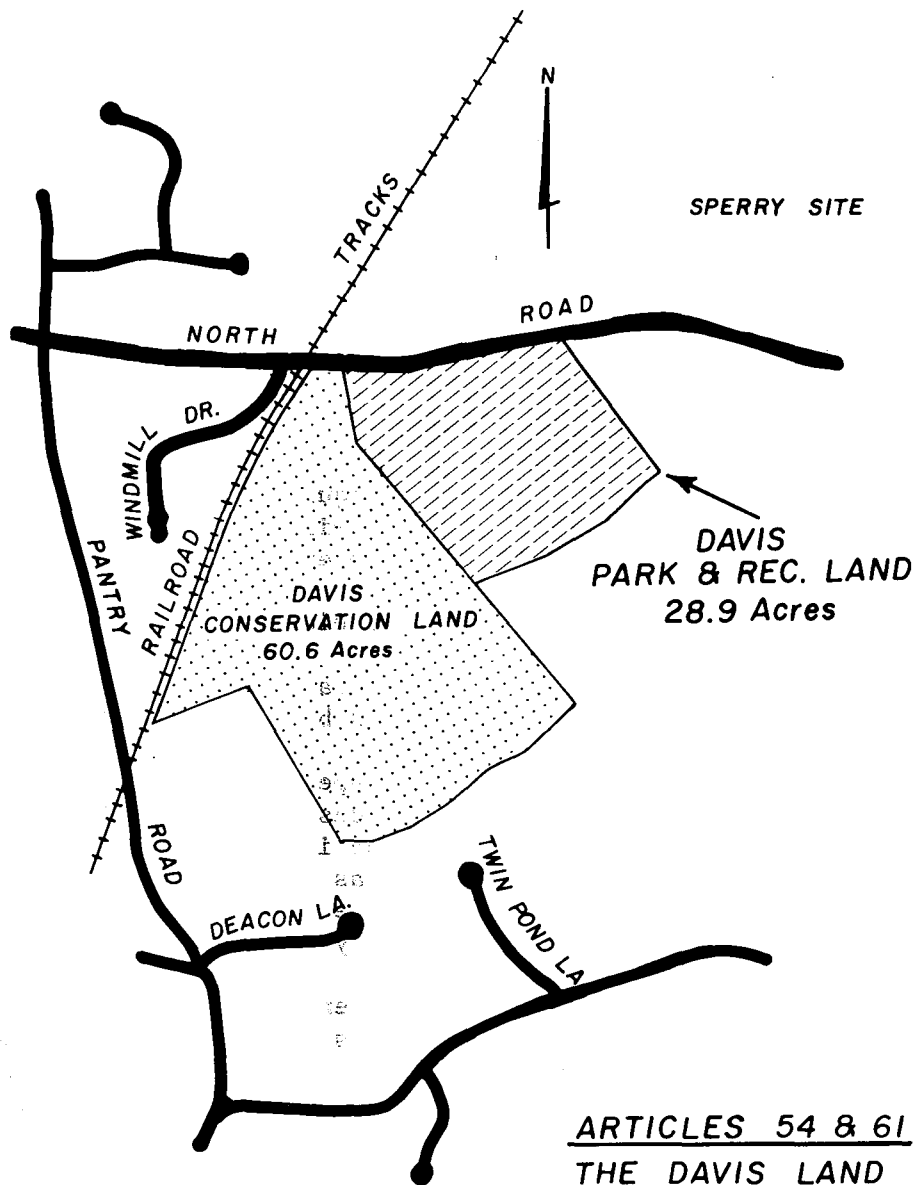 N
TRACKS
SPERRY SITE
NORTH ROAD
WINDMILL DR.
PANTRY ROAD
RAILROAD
DAVIS
CONSERVATION LAND
60.6 Acres
DAVIS
PARK & REC. LAND
28.9 Acres
DEACON LA.
TWIN POND LA
ARTICLES 54 & 61
THE DAVIS LAND